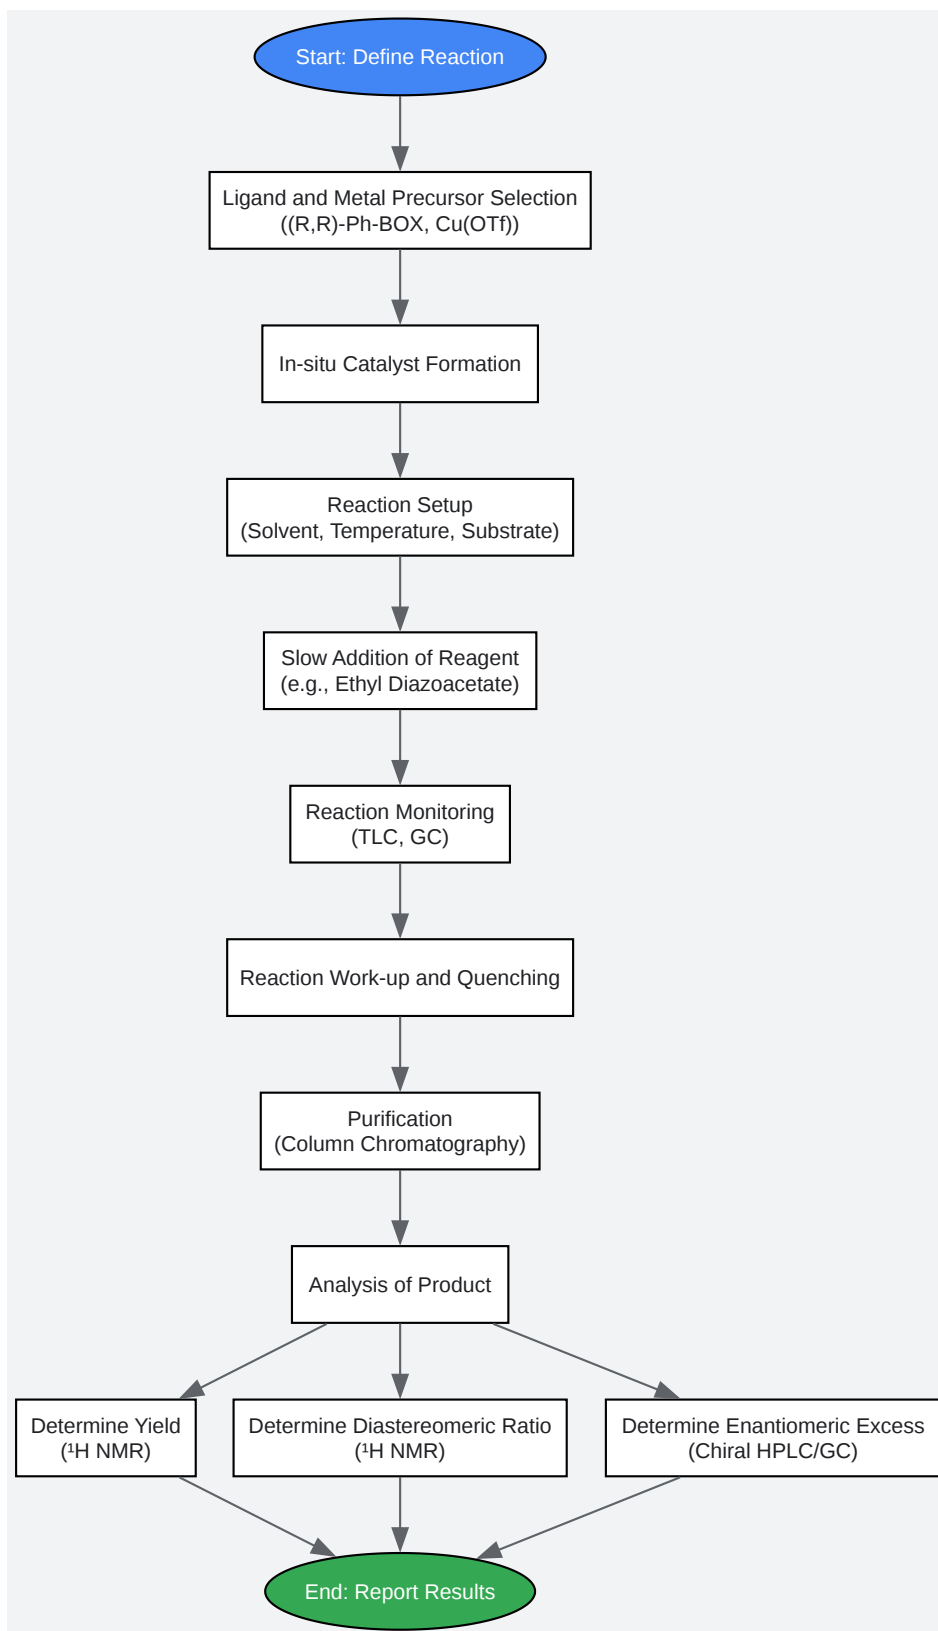 Start: Define Reaction
Ligand and Metal Precursor Selection
((R,R)-Ph-BOX, Cu(OTf))
In-situ Catalyst Formation
Reaction Setup
(Solvent, Temperature, Substrate)
Slow Addition of Reagent
(e.g., Ethyl Diazoacetate)
Reaction Monitoring
(TLC, GC)
Reaction Work-up and Quenching
Purification
(Column Chromatography)
Analysis of Product
Determine Yield
(¹H NMR)
Determine Diastereomeric Ratio
(¹H NMR)
Determine Enantiomeric Excess
(Chiral HPLC/GC)
End: Report Results